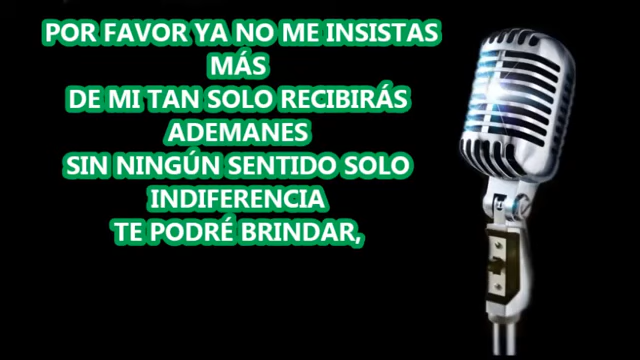 POR FAVOR YA NO ME INSISTAS
MÁS
DE MI TAN SOLO RECIBIRÁS
ADEMANES
SIN NINGÚN SENTIDO SOLO
INDIFERENCIA
TE PODRÉ BRINDAR,